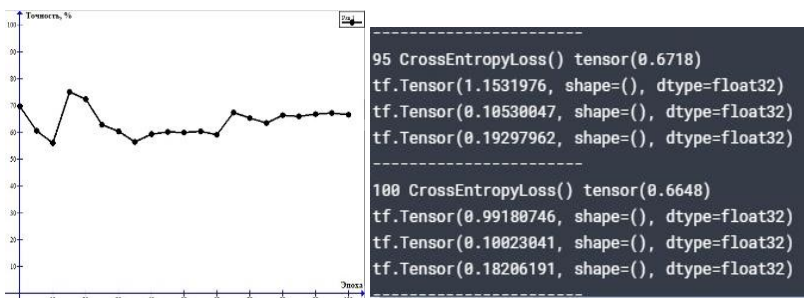 Точность, %
100
90
80
70
60
50
40
30
20
10
Эпоха
-----------------------
95 CrossEntropyLoss() tensor(0.6718)
tf.Tensor(1.1531976, shape=(), dtype=float32)
tf.Tensor(0.10530047, shape=(), dtype=float32)
tf.Tensor(0.19297962, shape=(), dtype=float32)
-----------------------
100 CrossEntropyLoss() tensor(0.6648)
tf.Tensor(0.99180746, shape=(), dtype=float32)
tf.Tensor(0.10023041, shape=(), dtype=float32)
tf.Tensor(0.18206191, shape=(), dtype=float32)
-----------------------